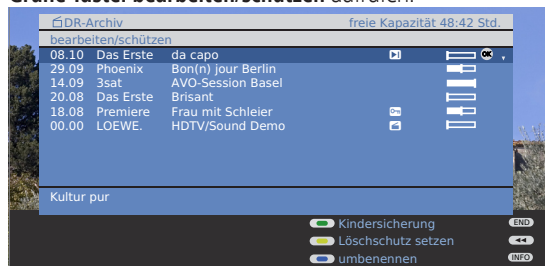 Grüne Taste: bearbeiten/schützen aufrufen.
DR-Archiv freie Kapazität 48:42 Std.
bearbeiten/schützen
08.10 Das Erste da capo OK
29.09 Phoenix Bon(n) jour Berlin
14.09 3sat AVO-Session Basel
20.08 Das Erste Brisant
18.08 Premiere Frau mit Schleier
00.00 LOEWE. HDTV/Sound Demo
Kultur pur
Kindersicherung END
Löschschutz setzen
umbenennen INFO